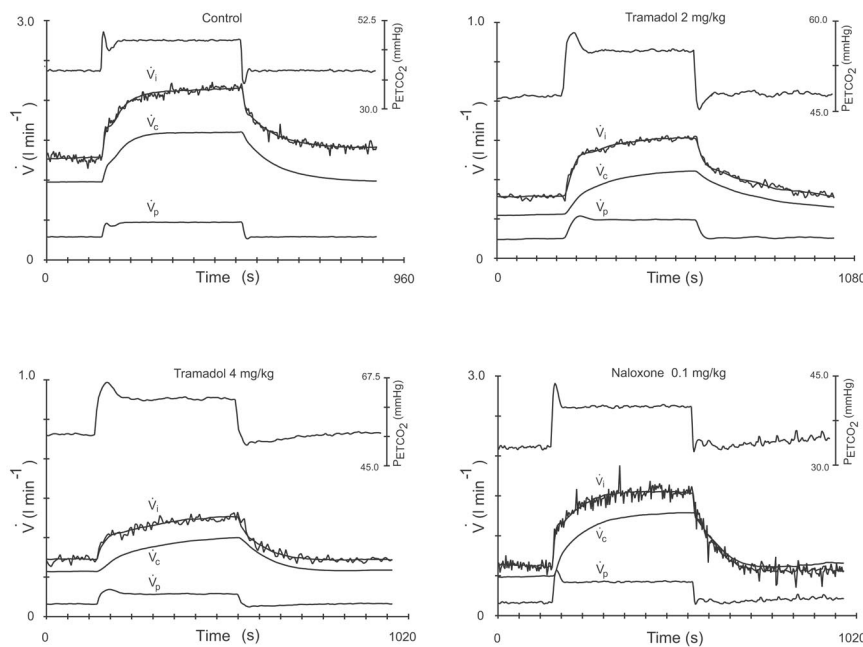 Control
3.0
52.5
30.0
PETCO2 (mmHg)
V̇ (l min-1)
V̇i
V̇c
V̇p
0
0
960
Time (s)
Tramadol 2 mg/kg
1.0
60.0
45.0
PETCO2 (mmHg)
V̇ (l min-1)
V̇i
V̇c
V̇p
0
0
1080
Time (s)
Tramadol 4 mg/kg
1.0
67.5
45.0
PETCO2 (mmHg)
V̇ (l min-1)
V̇i
V̇c
V̇p
0
0
1020
Time (s)
Naloxone 0.1 mg/kg
3.0
45.0
30.0
PETCO2 (mmHg)
V̇ (l min-1)
V̇i
V̇c
V̇p
0
0
1020
Time (s)